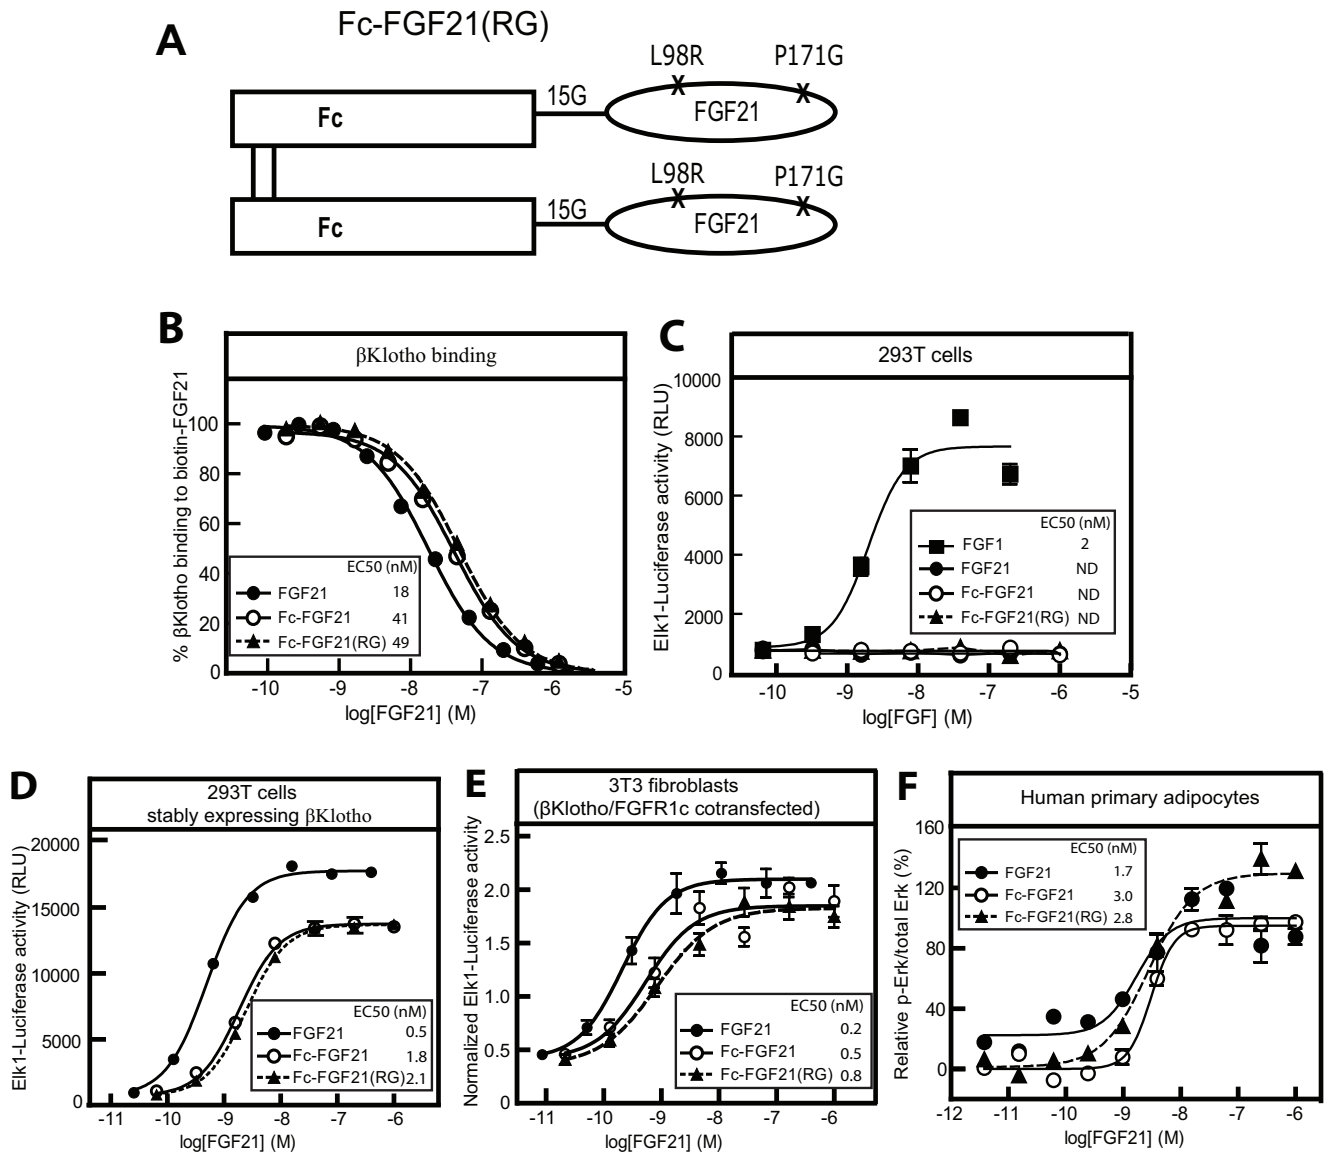 A
Fc-FGF21(RG)
L98R P171G
Fc 15G FGF21
L98R P171G
Fc 15G FGF21
B
βKlotho binding
% βKlotho binding to biotin-FGF21
100
80
60
40
20
0
EC50 (nM)
FGF21 18
Fc-FGF21 41
Fc-FGF21(RG) 49
-10 -9 -8 -7 -6 -5
log[FGF21] (M)
C
293T cells
Elk1-Luciferase activity (RLU)
10000
8000
6000
4000
2000
0
EC50 (nM)
FGF1 2
FGF21 ND
Fc-FGF21 ND
Fc-FGF21(RG) ND
-10 -9 -8 -7 -6 -5
log[FGF] (M)
D
293T cells
stably expressing βKlotho
Elk1-Luciferase activity (RLU)
20000
15000
10000
5000
0
EC50 (nM)
FGF21 0.5
Fc-FGF21 1.8
Fc-FGF21(RG) 2.1
-11 -10 -9 -8 -7 -6
log[FGF21] (M)
E
3T3 fibroblasts
(βKlotho/FGFR1c cotransfected)
Normalized Elk1-Luciferase activity
2.5
2.0
1.5
1.0
0.5
0
EC50 (nM)
FGF21 0.2
Fc-FGF21 0.5
Fc-FGF21(RG) 0.8
-11 -10 -9 -8 -7 -6
log[FGF21] (M)
F
Human primary adipocytes
Relative p-Erk/total Erk (%)
160
120
80
40
0
EC50 (nM)
FGF21 1.7
Fc-FGF21 3.0
Fc-FGF21(RG) 2.8
-12 -11 -10 -9 -8 -7 -6
log[FGF21] (M)